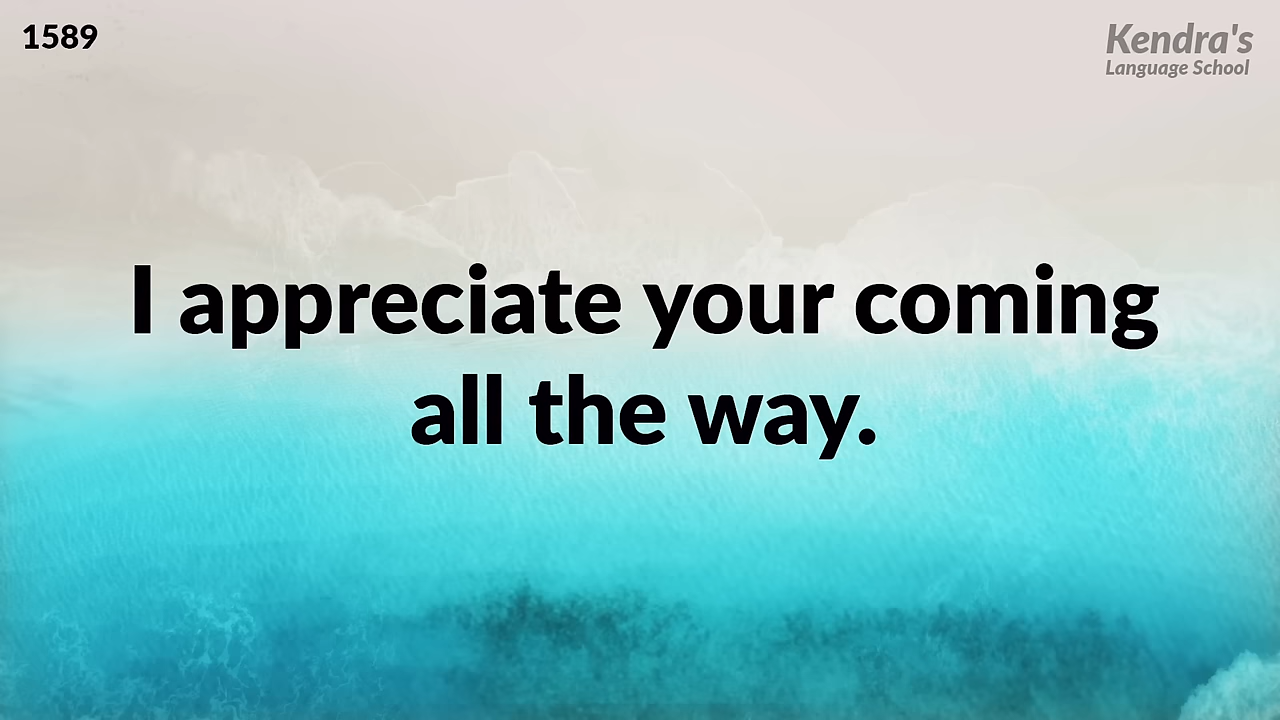 1589
Kendra's
Language School
I appreciate your coming
all the way.